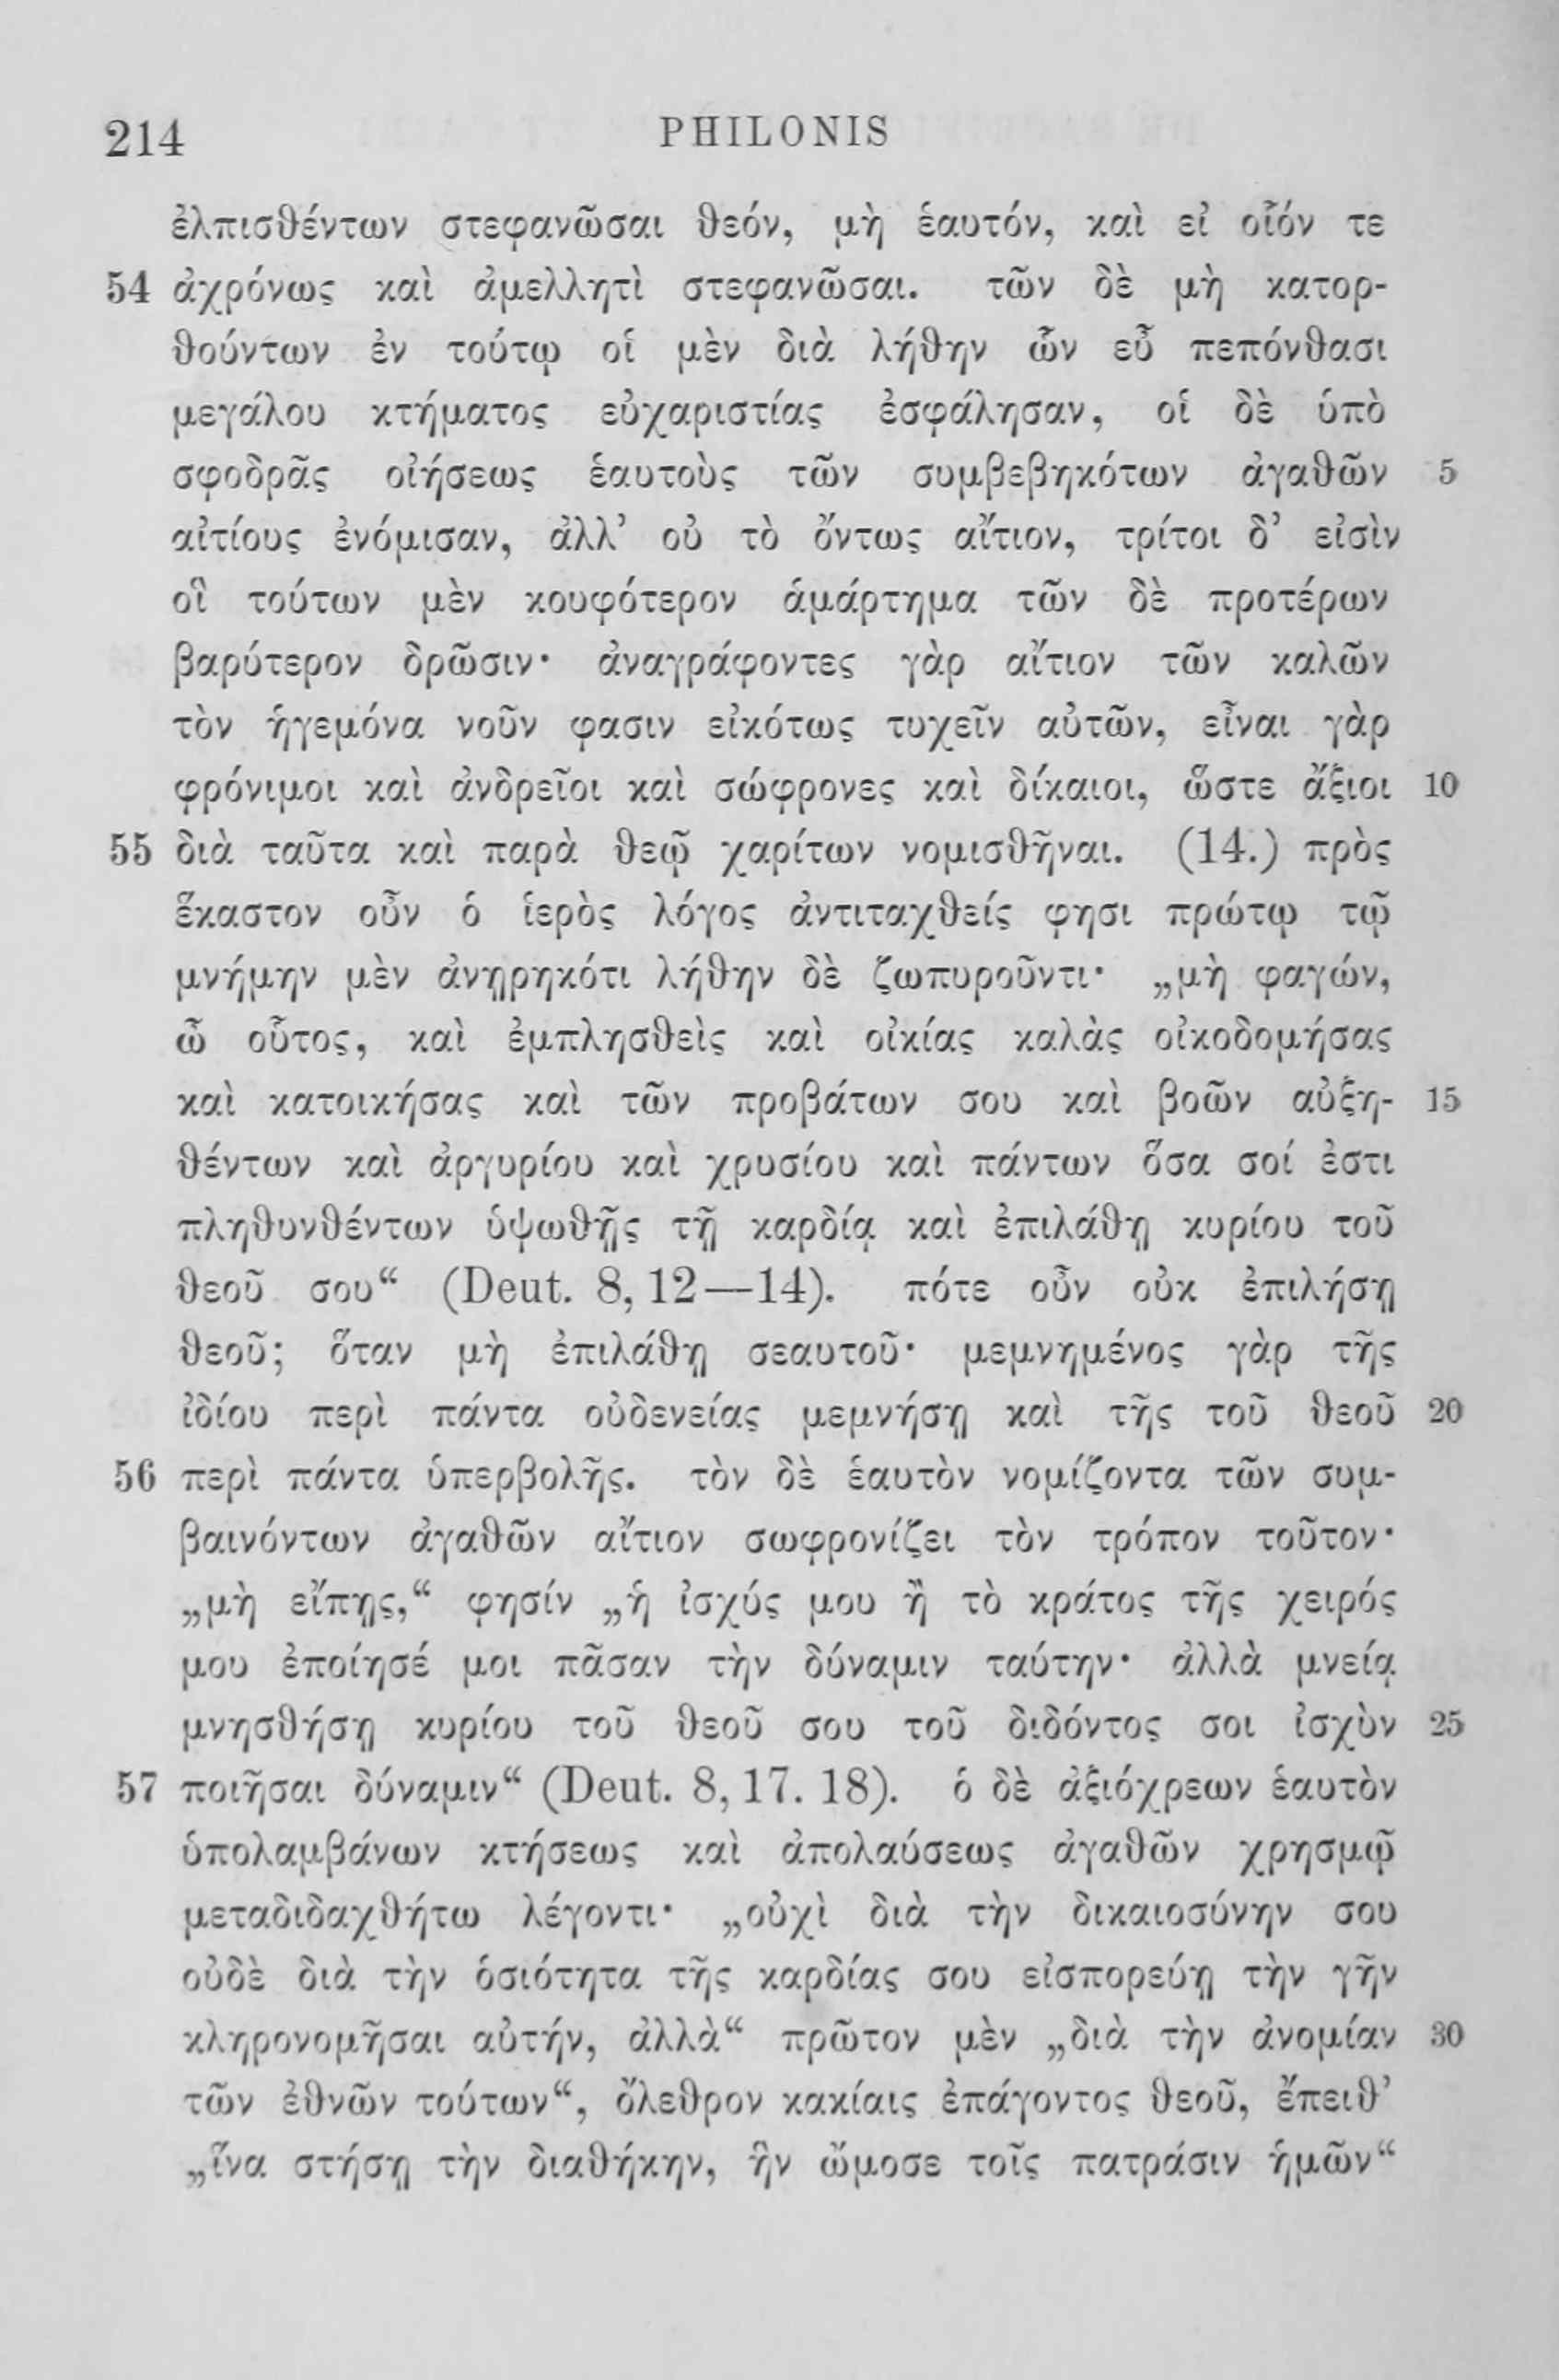 214 PHILONIS
ἐλπισθέντων στεφανῶσαι θεόν, μὴ ἑαυτόν, καὶ εἰ οἷόν τε
54 ἀχρόνως καὶ ἀμελλητὶ στεφανῶσαι. τῶν δὲ μὴ κατορ-
θούντων ἐν τούτῳ οἱ μὲν διὰ λήθην ὧν εὖ πεπόνθασι
μεγάλου κτήματος εὐχαριστίας ἐσφάλησαν, οἱ δὲ ὑπὸ
σφοδρᾶς οἰήσεως ἑαυτοὺς τῶν συμβεβηκότων ἀγαθῶν 5
αἰτίους ἐνόμισαν, ἀλλ’ οὐ τὸ ὄντως αἴτιον, τρίτοι δ’ εἰσὶν
οἳ τούτων μὲν κουφότερον ἁμάρτημα τῶν δὲ προτέρων
βαρύτερον δρῶσιν· ἀναγράφοντες γὰρ αἴτιον τῶν καλῶν
τὸν ἡγεμόνα νοῦν φασιν εἰκότως τυχεῖν αὐτῶν, εἶναι γὰρ
φρόνιμοι καὶ ἀνδρεῖοι καὶ σώφρονες καὶ δίκαιοι, ὥστε ἄξιοι 10
55 διὰ ταῦτα καὶ παρὰ θεῷ χαρίτων νομισθῆναι. (14.) πρὸς
ἕκαστον οὖν ὁ ἱερὸς λόγος ἀντιταχθείς φησι πρώτῳ τῷ
μνήμην μὲν ἀνῃρηκότι λήθην δὲ ζωπυροῦντι· „μὴ φαγών,
ὦ οὗτος, καὶ ἐμπλησθεὶς καὶ οἰκίας καλὰς οἰκοδομήσας
καὶ κατοικήσας καὶ τῶν προβάτων σου καὶ βοῶν αὐξη- 15
θέντων καὶ ἀργυρίου καὶ χρυσίου καὶ πάντων ὅσα σοί ἐστι
πληθυνθέντων ὑψωθῇς τῇ καρδίᾳ καὶ ἐπιλάθῃ κυρίου τοῦ
θεοῦ σου“ (Deut. 8, 12—14). πότε οὖν οὐκ ἐπιλήσῃ
θεοῦ; ὅταν μὴ ἐπιλάθῃ σεαυτοῦ· μεμνημένος γὰρ τῆς
ἰδίου περὶ πάντα οὐδενείας μεμνήσῃ καὶ τῆς τοῦ θεοῦ 20
56 περὶ πάντα ὑπερβολῆς. τὸν δὲ ἑαυτὸν νομίζοντα τῶν συμ-
βαινόντων ἀγαθῶν αἴτιον σωφρονίζει τὸν τρόπον τοῦτον·
„μὴ εἴπῃς,“ φησίν „ἡ ἰσχύς μου ἢ τὸ κράτος τῆς χειρός
μου ἐποίησέ μοι πᾶσαν τὴν δύναμιν ταύτην· ἀλλὰ μνείᾳ
μνησθήσῃ κυρίου τοῦ θεοῦ σου τοῦ διδόντος σοι ἰσχὺν 25
57 ποιῆσαι δύναμιν“ (Deut. 8, 17. 18). ὁ δὲ ἀξιόχρεων ἑαυτὸν
ὑπολαμβάνων κτήσεως καὶ ἀπολαύσεως ἀγαθῶν χρησμῷ
μεταδιδαχθήτω λέγοντι· „οὐχὶ διὰ τὴν δικαιοσύνην σου
οὐδὲ διὰ τὴν ὁσιότητα τῆς καρδίας σου εἰσπορεύῃ τὴν γῆν
κληρονομῆσαι αὐτήν, ἀλλὰ“ πρῶτον μὲν „διὰ τὴν ἀνομίαν 30
τῶν ἐθνῶν τούτων“, ὄλεθρον κακίαις ἐπάγοντος θεοῦ, ἔπειθ’
„ἵνα στήσῃ τὴν διαθήκην, ἣν ὤμοσε τοῖς πατράσιν ἡμῶν“